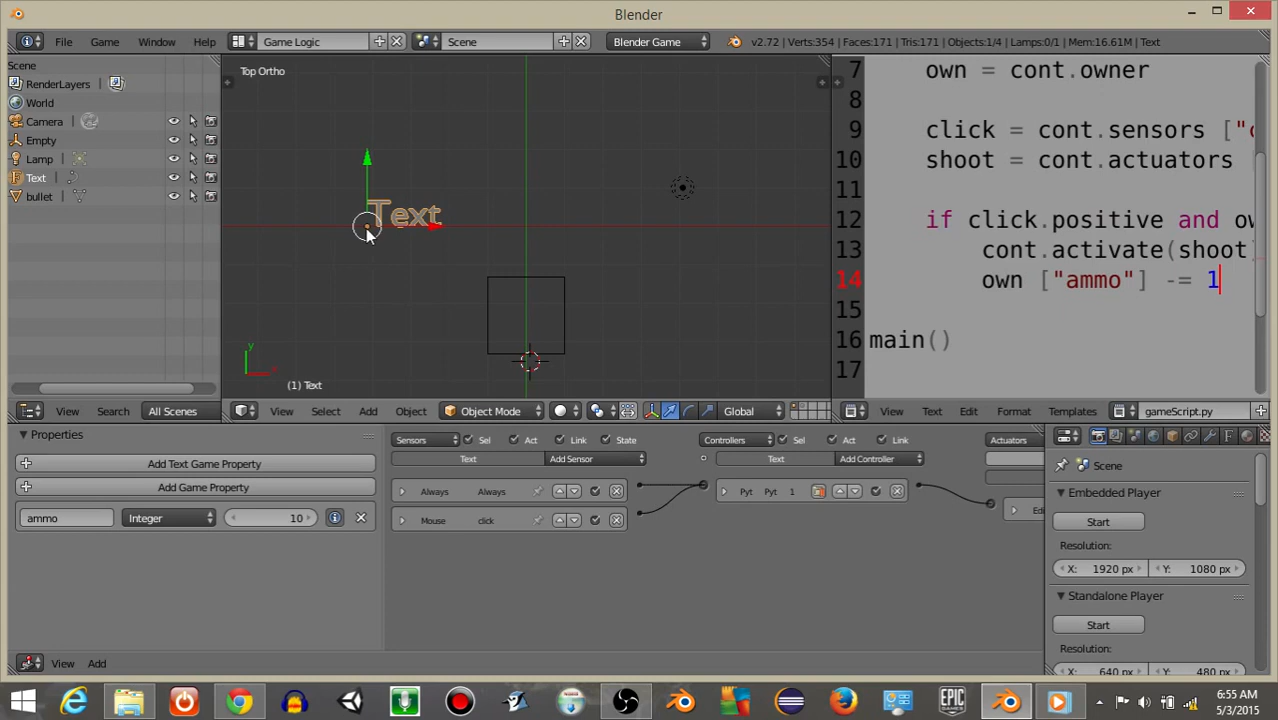 Blender
File Game Window Help Game Logic Scene Blender Game v2.72 | Verts:354 | Faces:171 | Tris:171 | Objects:1/4 | Lamps:0/1 | Mem:16.61M | Text
Scene
RenderLayers
World
Camera
Empty
Lamp
Text
bullet
View Search All Scenes
Top Ortho
Text
y
(1) Text
View Select Add Object Object Mode Global
7 own = cont.owner
8
9 click = cont.sensors ["c
10 shoot = cont.actuators
11
12 if click.positive and ow
13 cont.activate(shoot)
14 own ["ammo"] -= 1
15
16 main()
17
View Text Edit Format Templates gameScript.py
Properties
Add Text Game Property
Add Game Property
ammo Integer 10
View Add
Sensors Sel Act Link State
Text Add Sensor
Always Always
Mouse click
Controllers Sel Act Link
Text Add Controller
Pyt Pyt 1
Actuators
Edi
Scene
Embedded Player
Start
Resolution:
X: 1920 px Y: 1080 px
Standalone Player
Start
Resolution:
X: 640 px Y: 480 px
EPIC GAMES
6:55 AM
5/3/2015